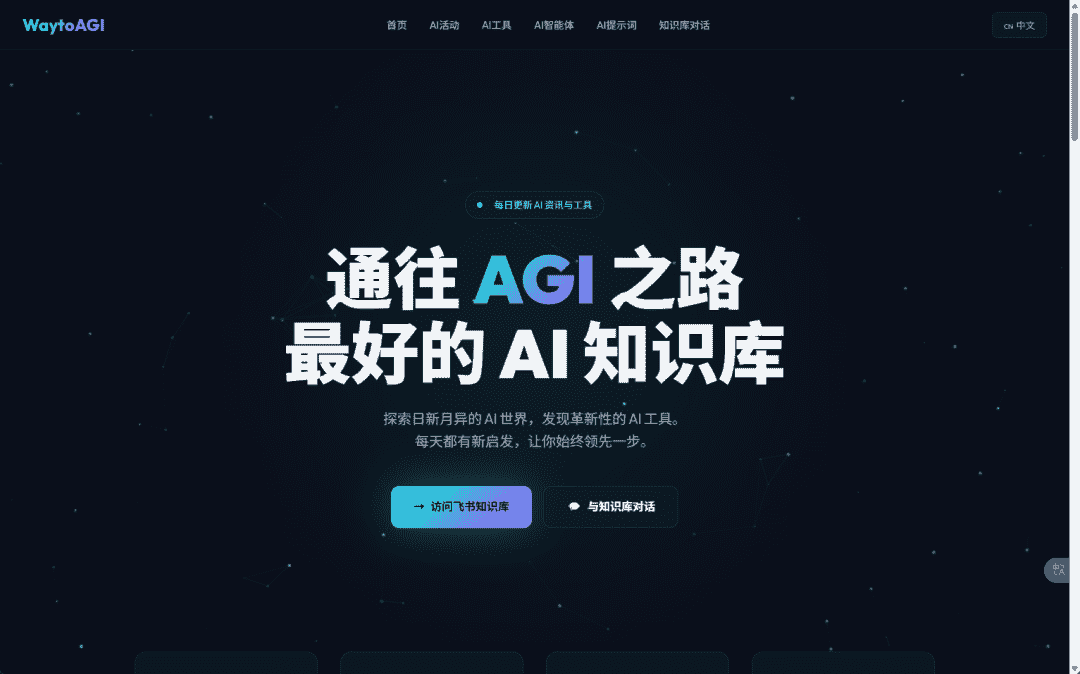 WaytoAGI
首页 AI活动 AI工具 AI智能体 AI提示词 知识库对话
CN 中文
每日更新 AI 资讯与工具
通往 AGI 之路
最好的 AI 知识库
探索日新月异的 AI 世界，发现革新性的 AI 工具。
每天都有新启发，让你始终领先一步。
→ 访问飞书知识库
与知识库对话